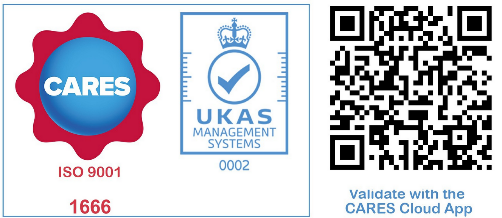 CARES
ISO 9001
1666
UKAS
MANAGEMENT
SYSTEMS
0002
Validate with the
CARES Cloud App